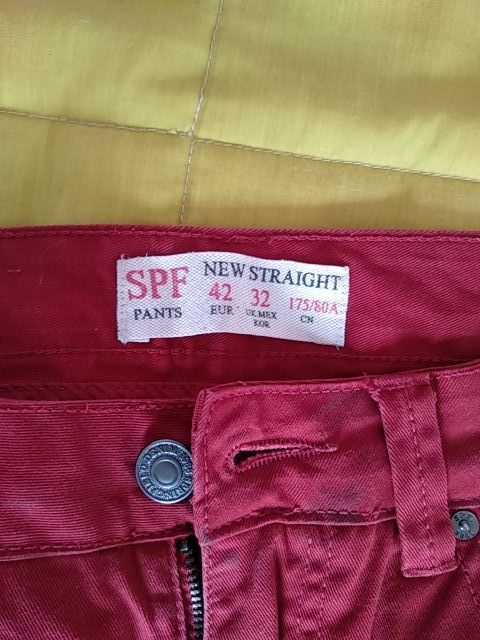 SPF NEW STRAIGHT
PANTS 42 32 175/80A
EUR UK MEX CN
KOR